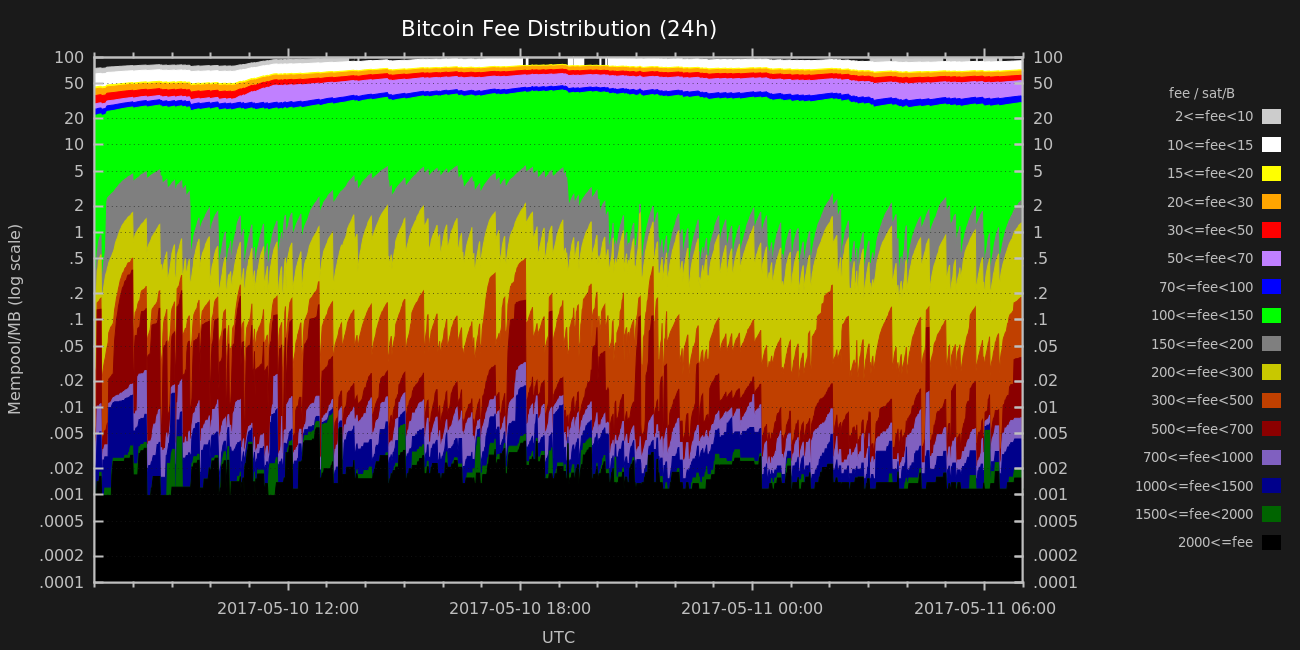 Bitcoin Fee Distribution (24h)
100
50
20
10
5
2
1
.5
.2
.1
.05
.02
.01
.005
.002
.001
.0005
.0002
.0001
Mempool/MB (log scale)
100
50
20
10
5
2
1
.5
.2
.1
.05
.02
.01
.005
.002
.001
.0005
.0002
.0001
2017-05-10 12:00
2017-05-10 18:00
2017-05-11 00:00
2017-05-11 06:00
UTC
fee / sat/B
2<=fee<10
10<=fee<15
15<=fee<20
20<=fee<30
30<=fee<50
50<=fee<70
70<=fee<100
100<=fee<150
150<=fee<200
200<=fee<300
300<=fee<500
500<=fee<700
700<=fee<1000
1000<=fee<1500
1500<=fee<2000
2000<=fee